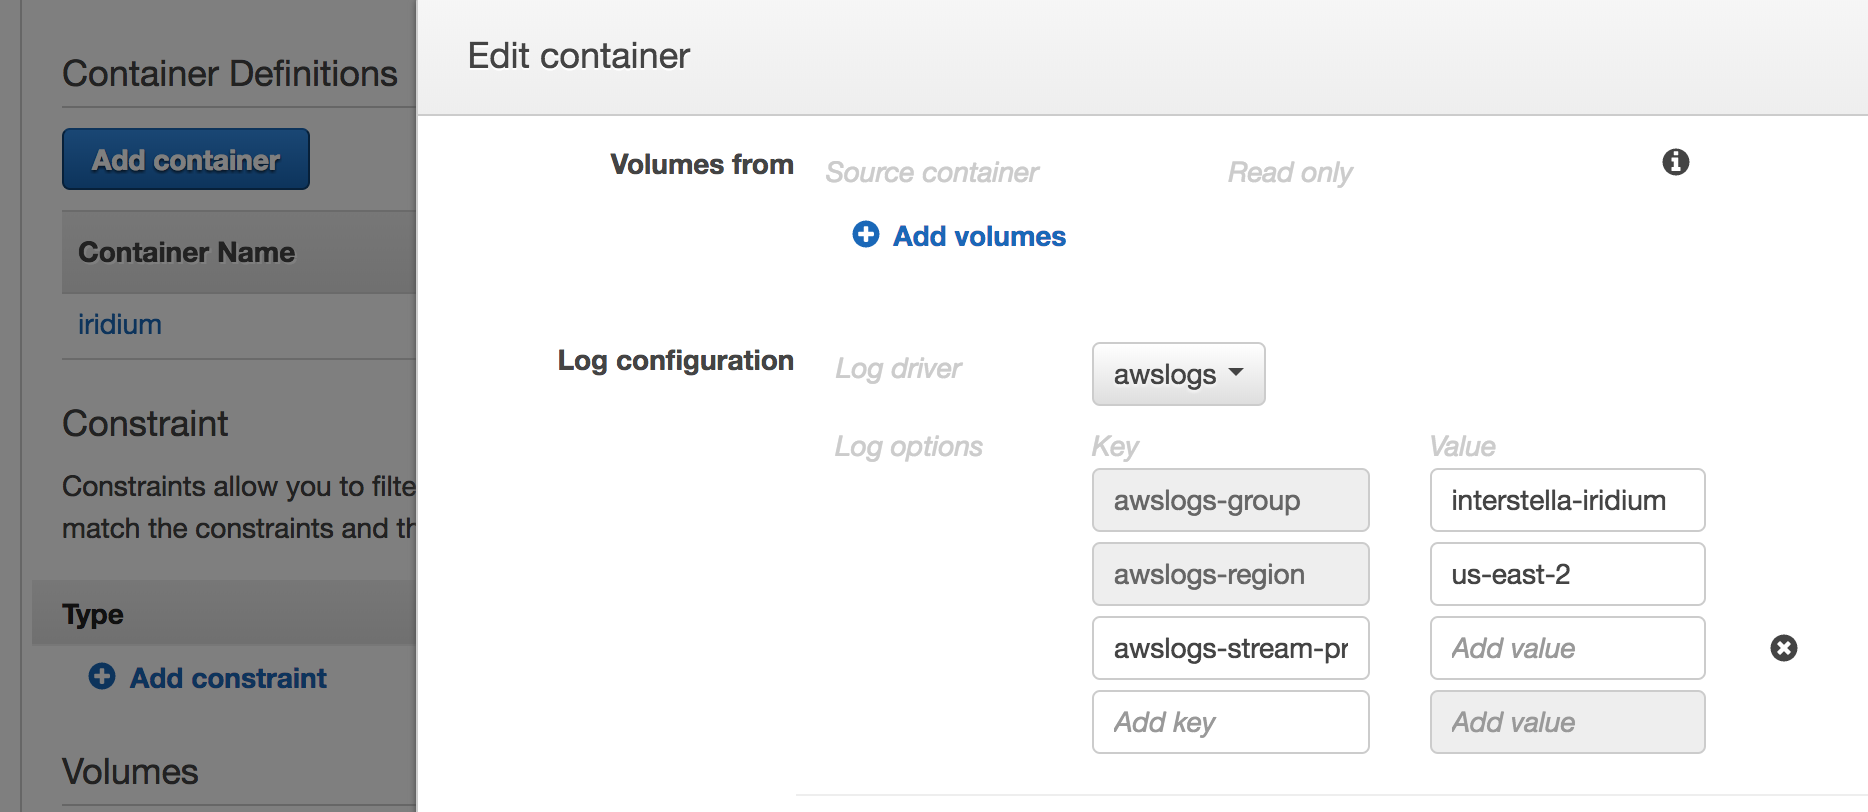 Container Definitions
Add container
Container Name
iridium
Constraint
Constraints allow you to filte
match the constraints and th
Type
Add constraint
Volumes
Edit container
Volumes from
Source container
Read only
Add volumes
Log configuration
Log driver
awslogs
Log options
Key
Value
awslogs-group
interstella-iridium
awslogs-region
us-east-2
awslogs-stream-pr
Add value
Add key
Add value